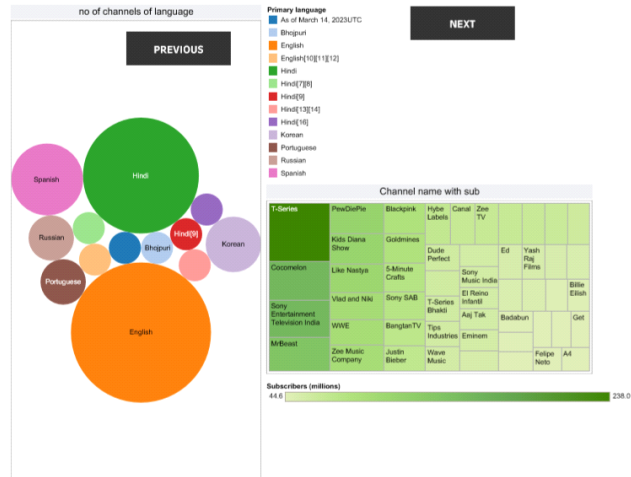 no of channels of language
PREVIOUS
Spanish
Hindi
Russian
Hindi[9]
Korean
Bhojpuri
Portuguese
English
Primary language
As of March 14, 2023UTC
Bhojpuri
English
English[10][11][12]
Hindi
Hindi[7][8]
Hindi[9]
Hindi[13][14]
Hindi[16]
Korean
Portuguese
Russian
Spanish
NEXT
Channel name with sub
T-Series
Cocomelon
Sony
Entertainment
Television India
MrBeast
PewDiePie
Kids Diana
Show
Like Nastya
Vlad and Niki
WWE
Zee Music
Company
Blackpink
Goldmines
5-Minute
Crafts
Sony SAB
BangtanTV
Justin
Bieber
Hybe
Labels
Canal
Zee
TV
Dude
Perfect
T-Series
Bhakti
Tips
Industries
Wave
Music
Sony
Music India
El Reino
Infantil
Aaj Tak
Eminem
Ed
Yash
Raj
Films
Badabun
Billie
Eilish
Get
Felipe
Neto
A4
Subscribers (millions)
44.6
238.0